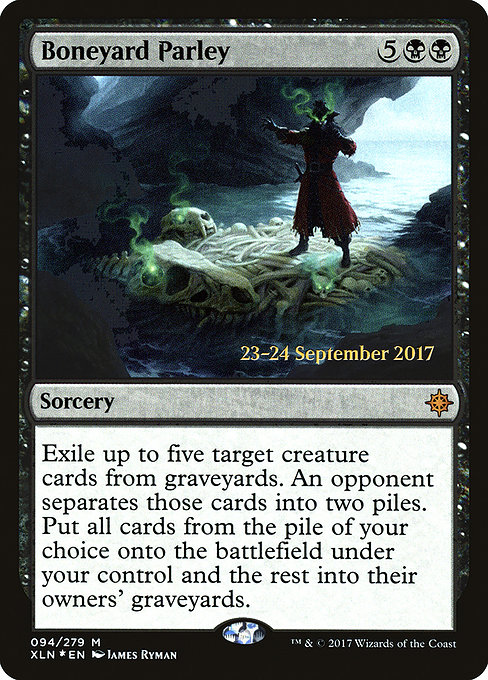 Boneyard Parley 5
23–24 September 2017
Sorcery
Exile up to five target creature
cards from graveyards. An opponent
separates those cards into two piles.
Put all cards from the pile of your
choice onto the battlefield under
your control and the rest into their
owners' graveyards.
094/279 M
XLN ★ EN James Ryman
™ & © 2017 Wizards of the Coast